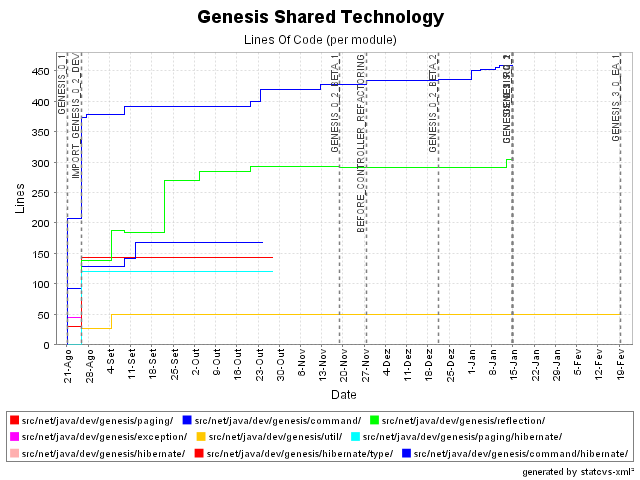 Genesis Shared Technology
Lines Of Code (per module)
GENESIS_0_1
IMPORT_GENESIS_0_2_DEV
GENESIS_0_2_BETA_1
BEFORE_CONTROLLER_REFACTORING
GENESIS_0_2_BETA_2
GENESIS_3_0_EA_1
Lines
450
400
350
300
250
200
150
100
50
0
21-Ago
28-Ago
4-Set
11-Set
18-Set
25-Set
2-Out
9-Out
16-Out
23-Out
30-Out
6-Nov
13-Nov
20-Nov
27-Nov
4-Dez
11-Dez
18-Dez
25-Dez
1-Jan
8-Jan
15-Jan
22-Jan
29-Jan
5-Fev
12-Fev
19-Fev
Date
src/net/java/dev/genesis/paging/
src/net/java/dev/genesis/command/
src/net/java/dev/genesis/reflection/
src/net/java/dev/genesis/exception/
src/net/java/dev/genesis/util/
src/net/java/dev/genesis/paging/hibernate/
src/net/java/dev/genesis/hibernate/
src/net/java/dev/genesis/hibernate/type/
src/net/java/dev/genesis/command/hibernate/
generated by statcvs-xml²